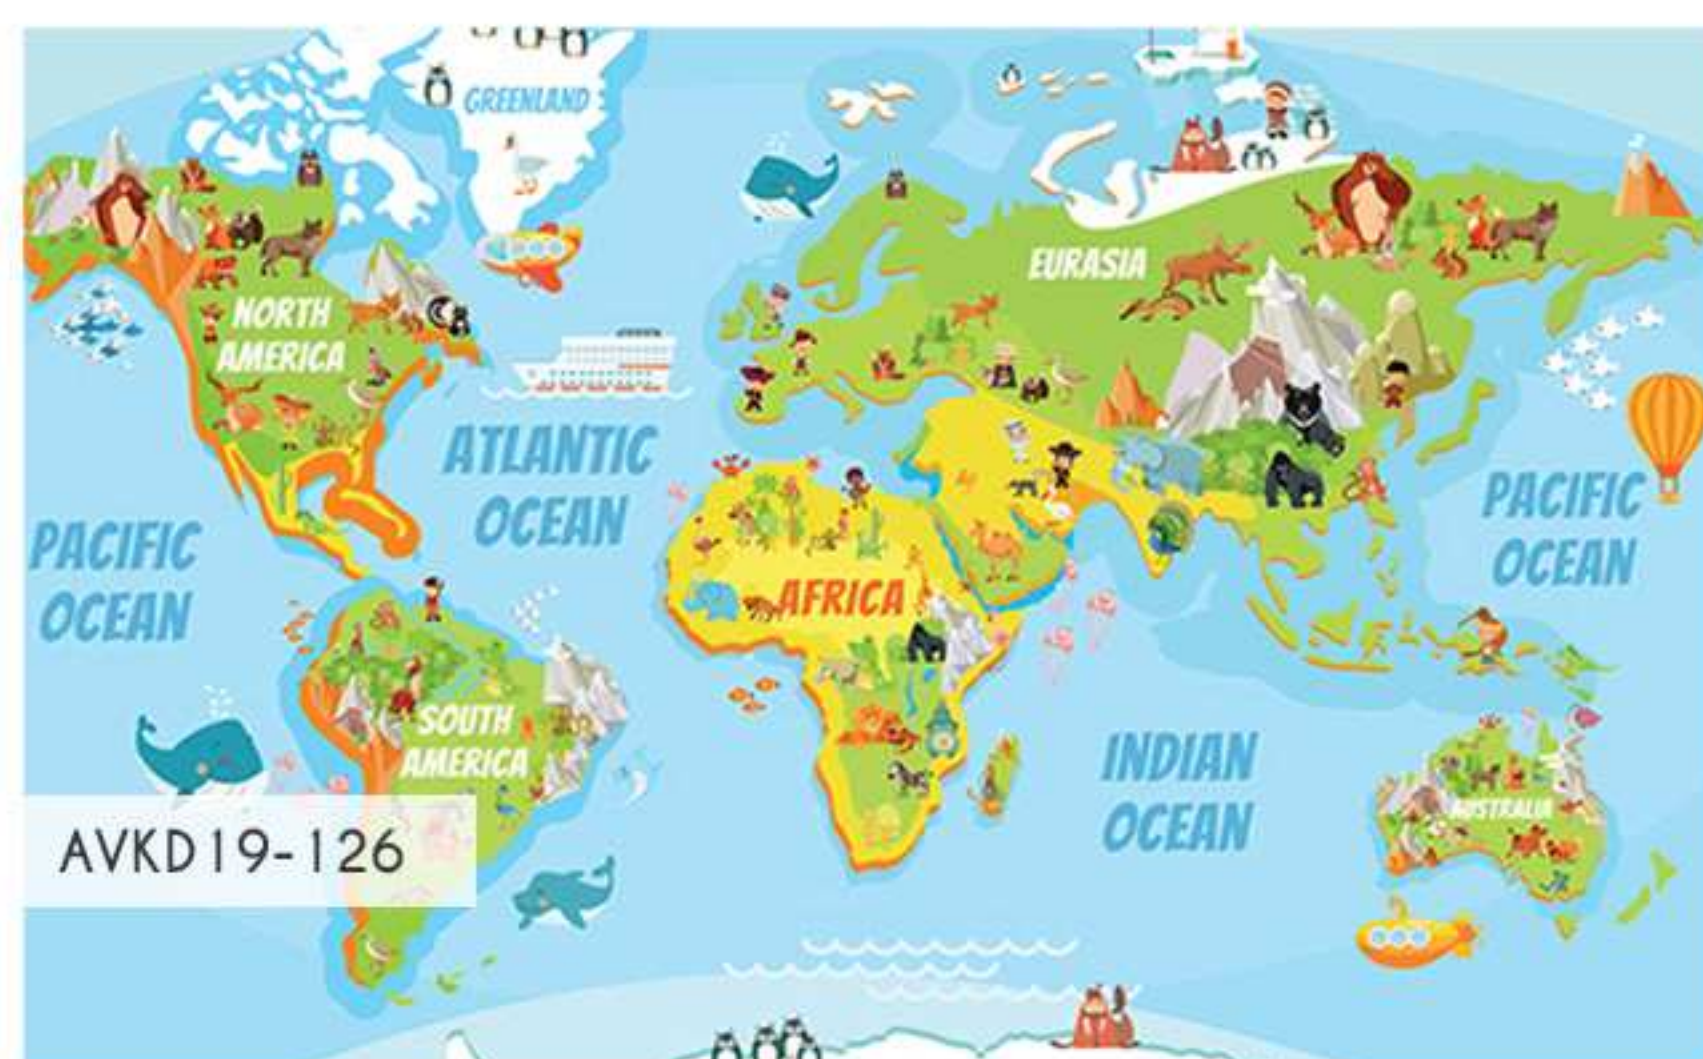 GREENLAND
EURASIA
NORTH
AMERICA
ATLANTIC
OCEAN
PACIFIC
OCEAN
PACIFIC
OCEAN
AFRICA
SOUTH
AMERICA
INDIAN
OCEAN
AUSTRALIA
AVKD19-126